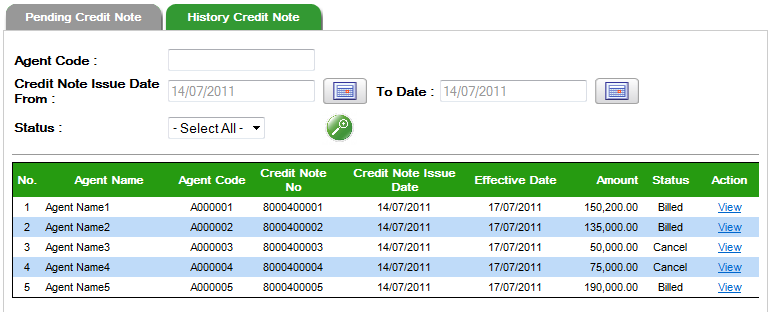 Pending Credit Note History Credit Note
Agent Code :
Credit Note Issue Date
From : 14/07/2011 To Date : 14/07/2011
Status : - Select All -
No. Agent Name Agent Code Credit Note No Credit Note Issue Date Effective Date Amount Status Action
1 Agent Name1 A000001 8000400001 14/07/2011 17/07/2011 150,200.00 Billed View
2 Agent Name2 A000002 8000400002 14/07/2011 17/07/2011 135,000.00 Billed View
3 Agent Name3 A000003 8000400003 14/07/2011 17/07/2011 50,000.00 Cancel View
4 Agent Name4 A000004 8000400004 14/07/2011 17/07/2011 75,000.00 Cancel View
5 Agent Name5 A000005 8000400005 14/07/2011 17/07/2011 190,000.00 Billed View